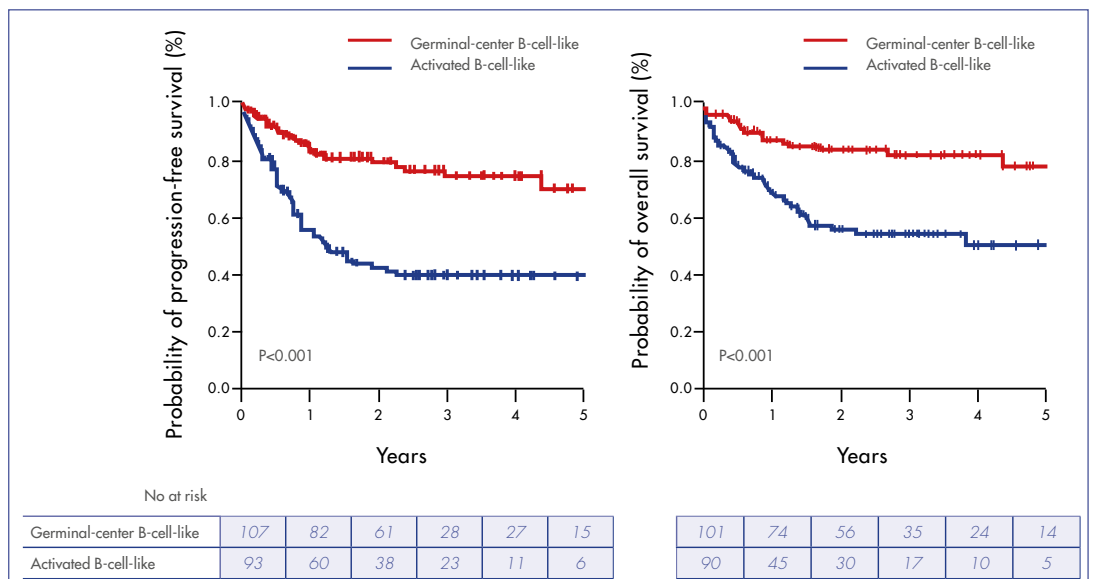 Germinal-center B-cell-like
Activated B-cell-like
Probability of progression-free survival (%)
1.0
0.8
0.6
0.4
0.2
0.0
P<0.001
0 1 2 3 4 5
Years
Germinal-center B-cell-like
Activated B-cell-like
Probability of overall survival (%)
1.0
0.8
0.6
0.4
0.2
0.0
P<0.001
0 1 2 3 4 5
Years
No at risk
Germinal-center B-cell-like 107 82 61 28 27 15 101 74 56 35 24 14
Activated B-cell-like 93 60 38 23 11 6 90 45 30 17 10 5